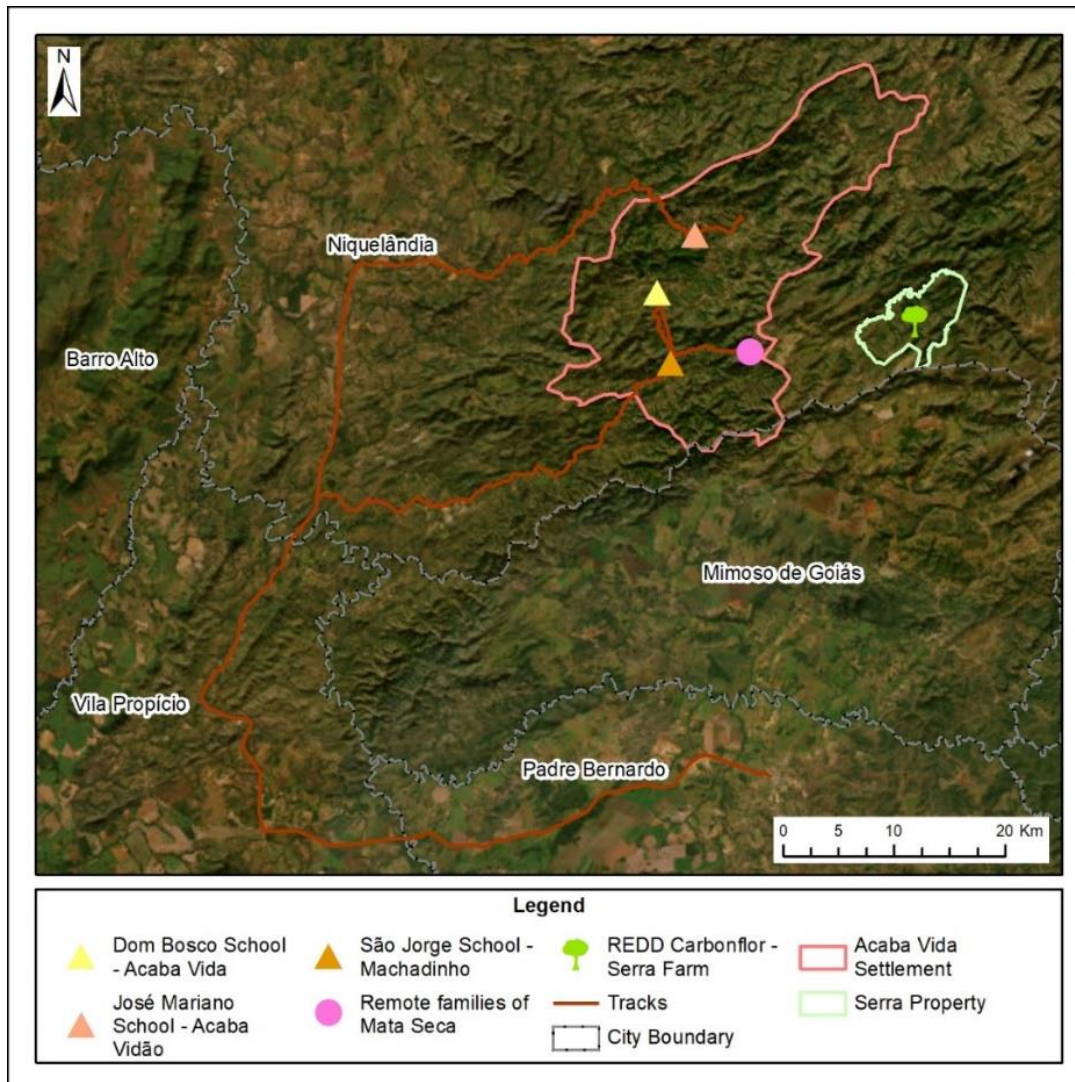 N
Niquelândia
Barro Alto
Mimoso de Goiás
Vila Propício
Padre Bernardo
0 5 10 20 Km
Legend
Dom Bosco School
- Acaba Vida
São Jorge School -
Machadinho
REDD Carbonflor -
Serra Farm
Acaba Vida
Settlement
José Mariano
School - Acaba
Vidão
Remote families of
Mata Seca
Tracks
City Boundary
Serra Property